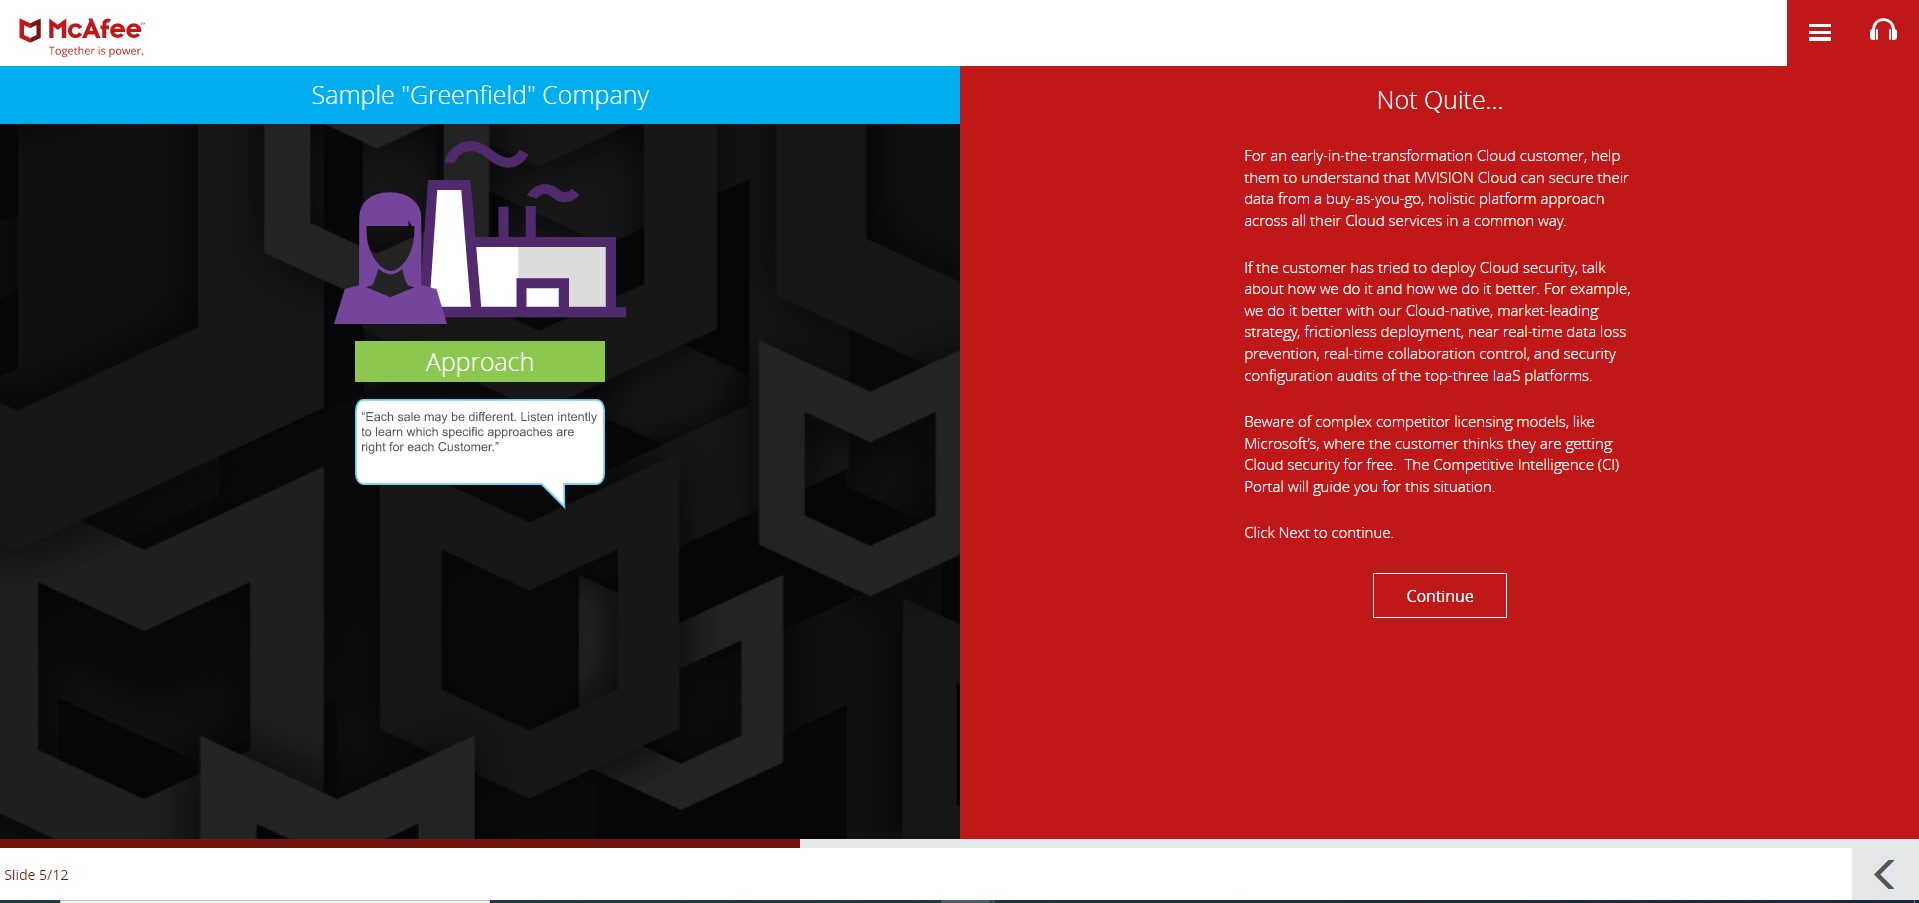 McAfee™
Together is power.
Sample "Greenfield" Company
Approach
“Each sale may be different. Listen intently
to learn which specific approaches are
right for each Customer.”
Not Quite...
For an early-in-the-transformation Cloud customer, help
them to understand that MVISION Cloud can secure their
data from a buy-as-you-go, holistic platform approach
across all their Cloud services in a common way.
If the customer has tried to deploy Cloud security, talk
about how we do it and how we do it better. For example,
we do it better with our Cloud-native, market-leading
strategy, frictionless deployment, near real-time data loss
prevention, real-time collaboration control, and security
configuration audits of the top-three IaaS platforms.
Beware of complex competitor licensing models, like
Microsoft’s, where the customer thinks they are getting
Cloud security for free.  The Competitive Intelligence (CI)
Portal will guide you for this situation.
Click Next to continue.
Continue
Slide 5/12